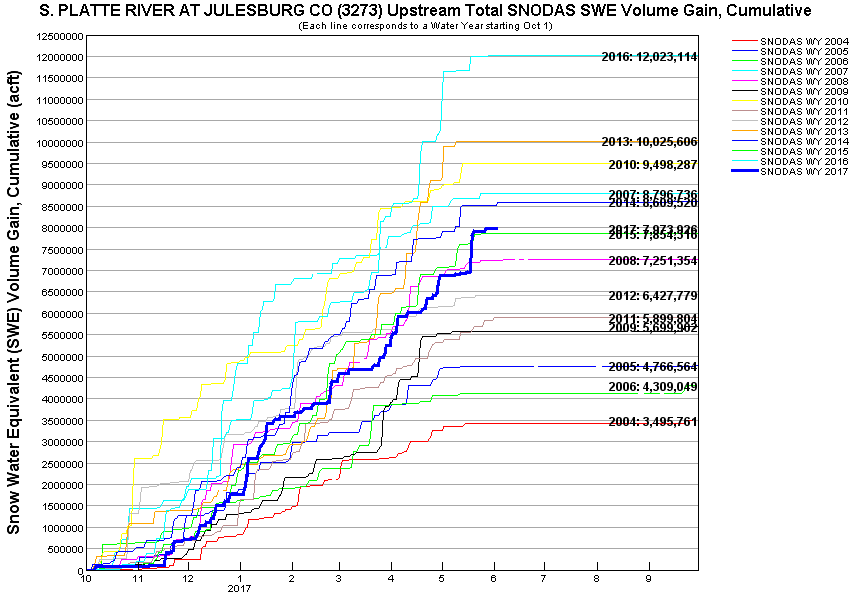 S. PLATTE RIVER AT JULESBURG CO (3273) Upstream Total SNODAS SWE Volume Gain, Cumulative
(Each line corresponds to a Water Year starting Oct 1)
Snow Water Equivalent (SWE) Volume Gain, Cumulative (acft)
12500000
12000000
11500000
11000000
10500000
10000000
9500000
9000000
8500000
8000000
7500000
7000000
6500000
6000000
5500000
5000000
4500000
4000000
3500000
3000000
2500000
2000000
1500000
1000000
500000
0
2016: 12,023,114
2013: 10,025,606
2010: 9,498,287
2007: 8,796,736
2014: 8,609,520
2017: 7,973,926
2015: 7,854,316
2008: 7,251,354
2012: 6,427,779
2011: 5,899,804
2009: 5,699,902
2005: 4,766,564
2006: 4,309,049
2004: 3,495,761
10 11 12 1 2 3 4 5 6 7 8 9
2017
SNODAS WY 2004
SNODAS WY 2005
SNODAS WY 2006
SNODAS WY 2007
SNODAS WY 2008
SNODAS WY 2009
SNODAS WY 2010
SNODAS WY 2011
SNODAS WY 2012
SNODAS WY 2013
SNODAS WY 2014
SNODAS WY 2015
SNODAS WY 2016
SNODAS WY 2017